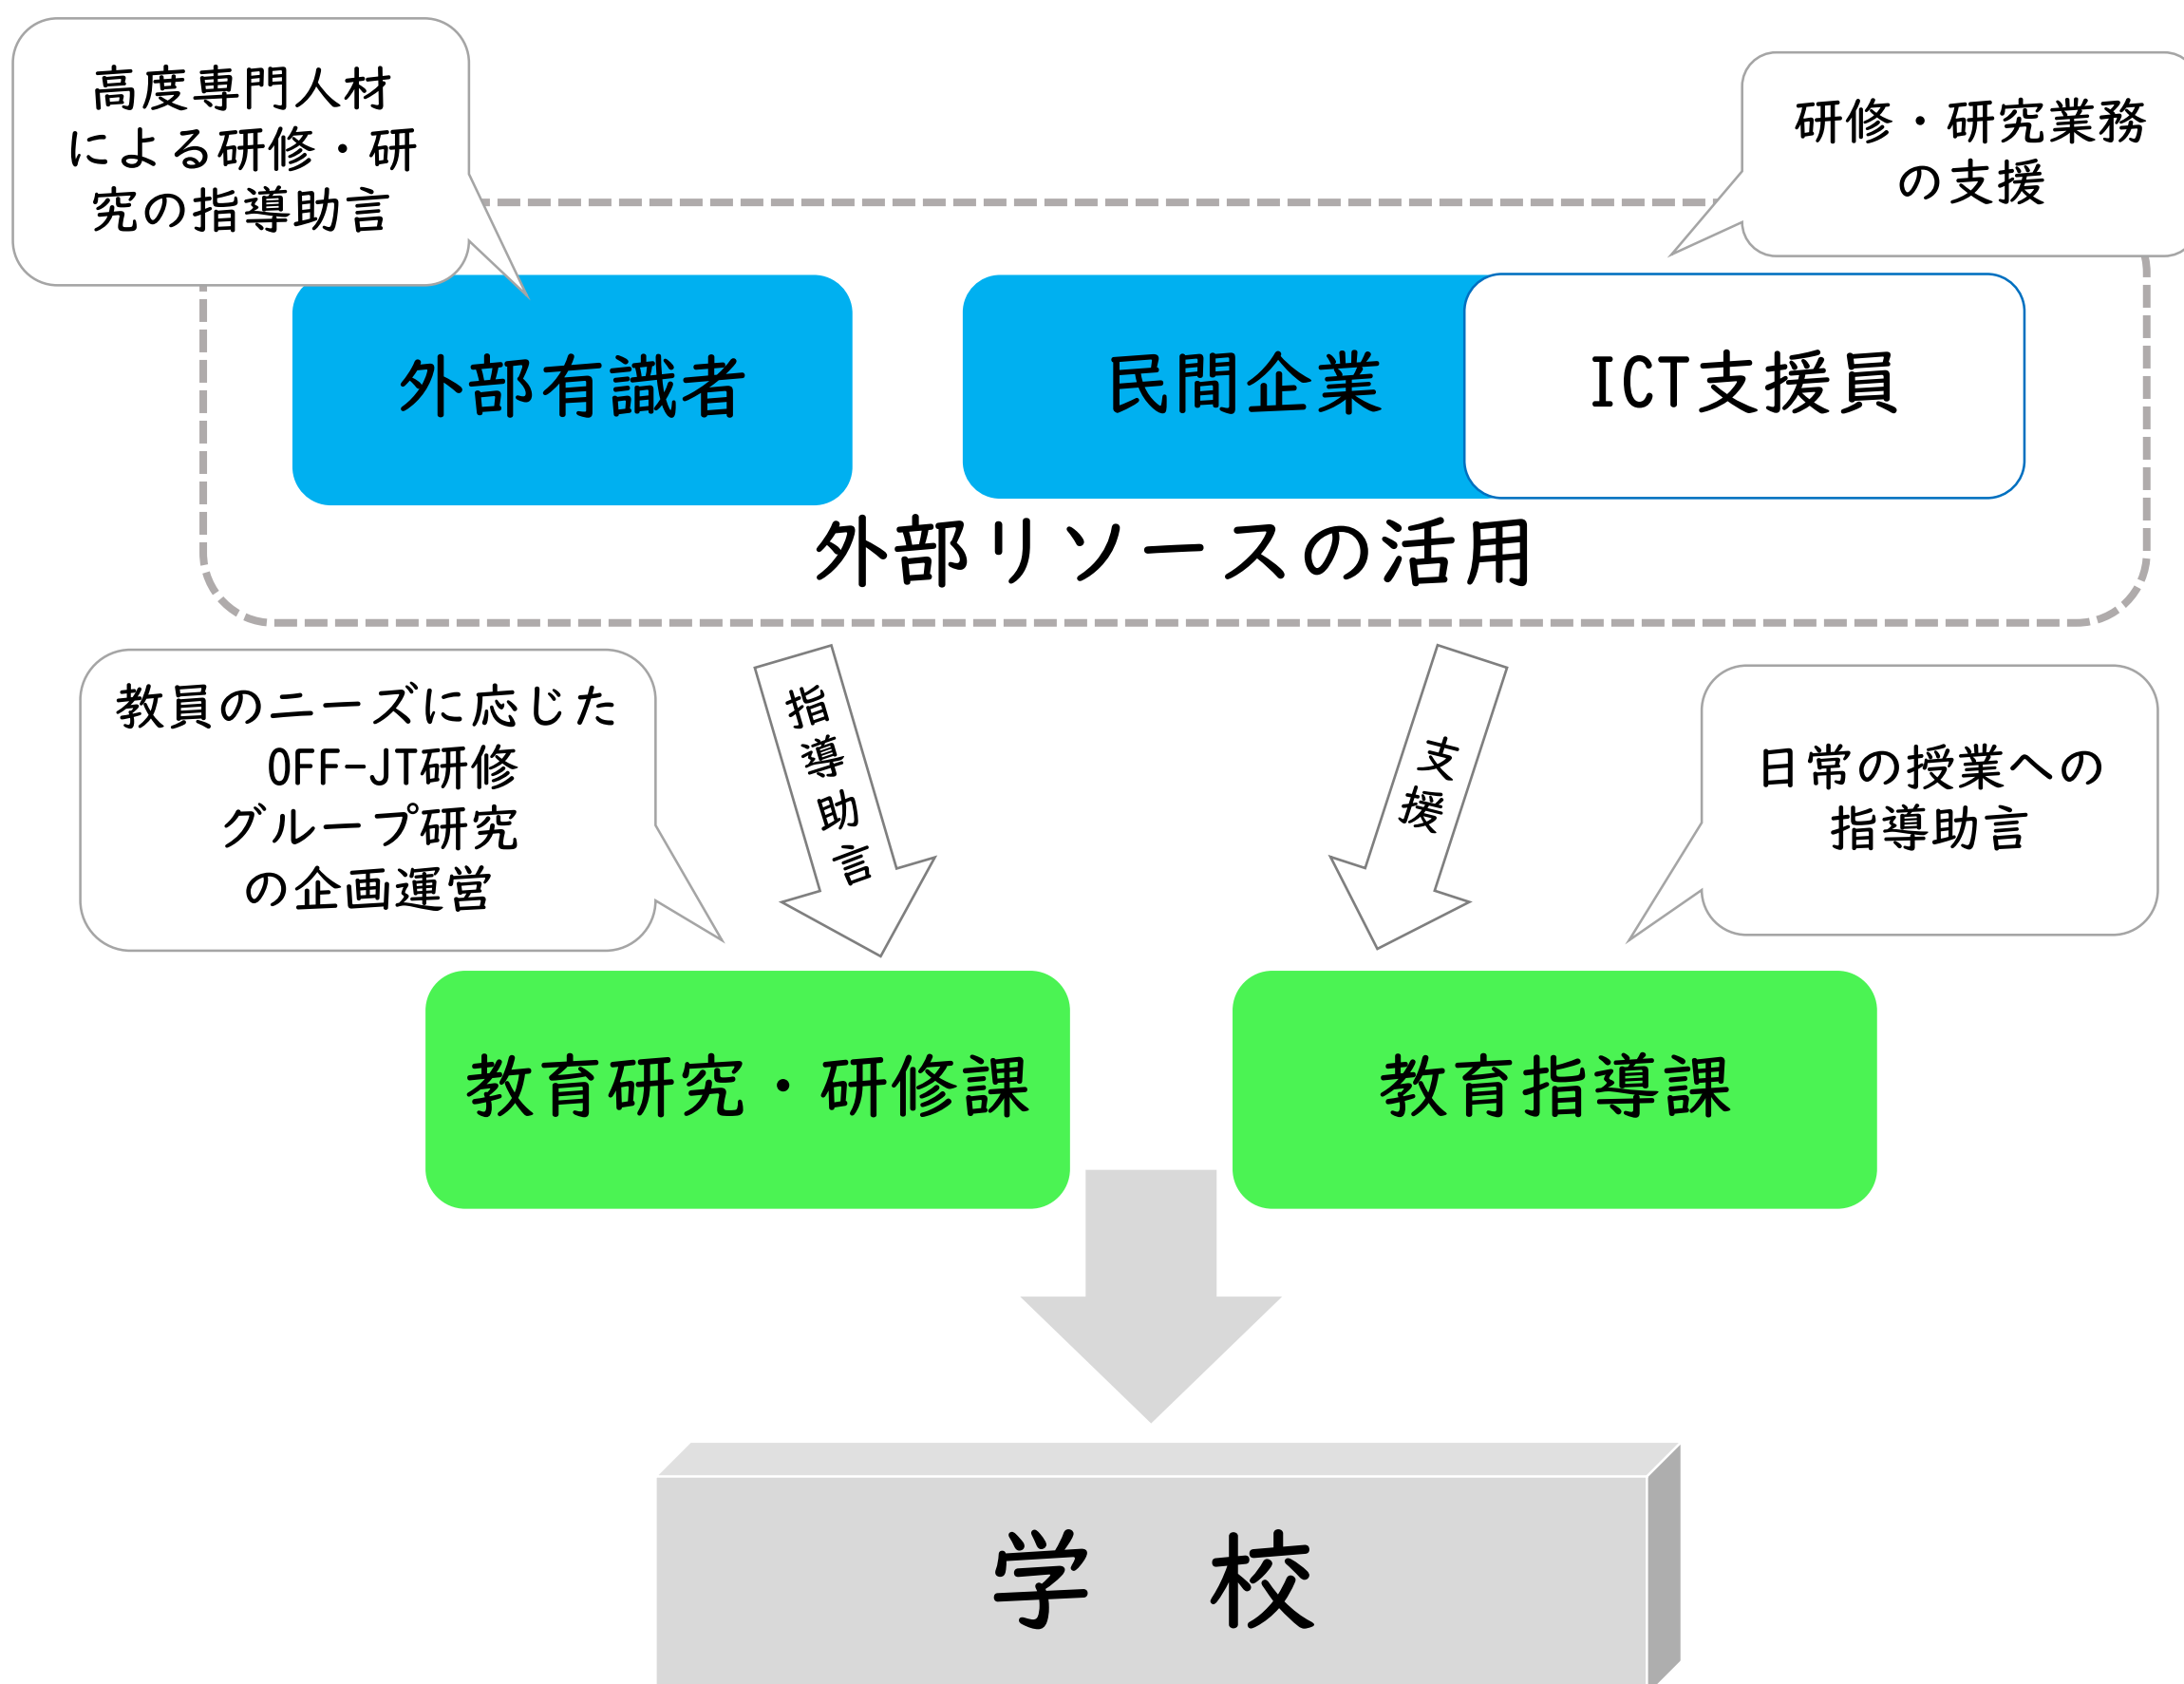 高度専門人材
による研修・研
究の指導助言
研修・研究業務
の支援
外部有識者
民間企業
ICT支援員
外部リソースの活用
教員のニーズに応じた
OFF-JT研修
グループ研究
の企画運営
指導助言
支援
日常の授業への
指導助言
教育研究・研修課
教育指導課
学　校